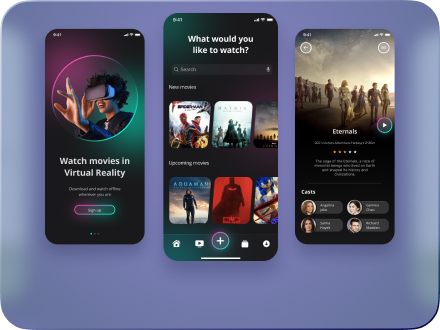 9:41
Watch movies in
Virtual Reality
Download and watch offline
wherever you are
Sign up
9:41
What would you
like to watch?
Search
New movies
SPIDER-MAN
MATRIX
Upcoming movies
AQUAMAN
9:41
Eternals
The saga of the Eternals, a race of
immortal beings who lived on Earth
and shaped its history and
civilizations.
Casts
Angelina
Jolie
Gemma
Chan
Salma
Hayek
Richard
Madden